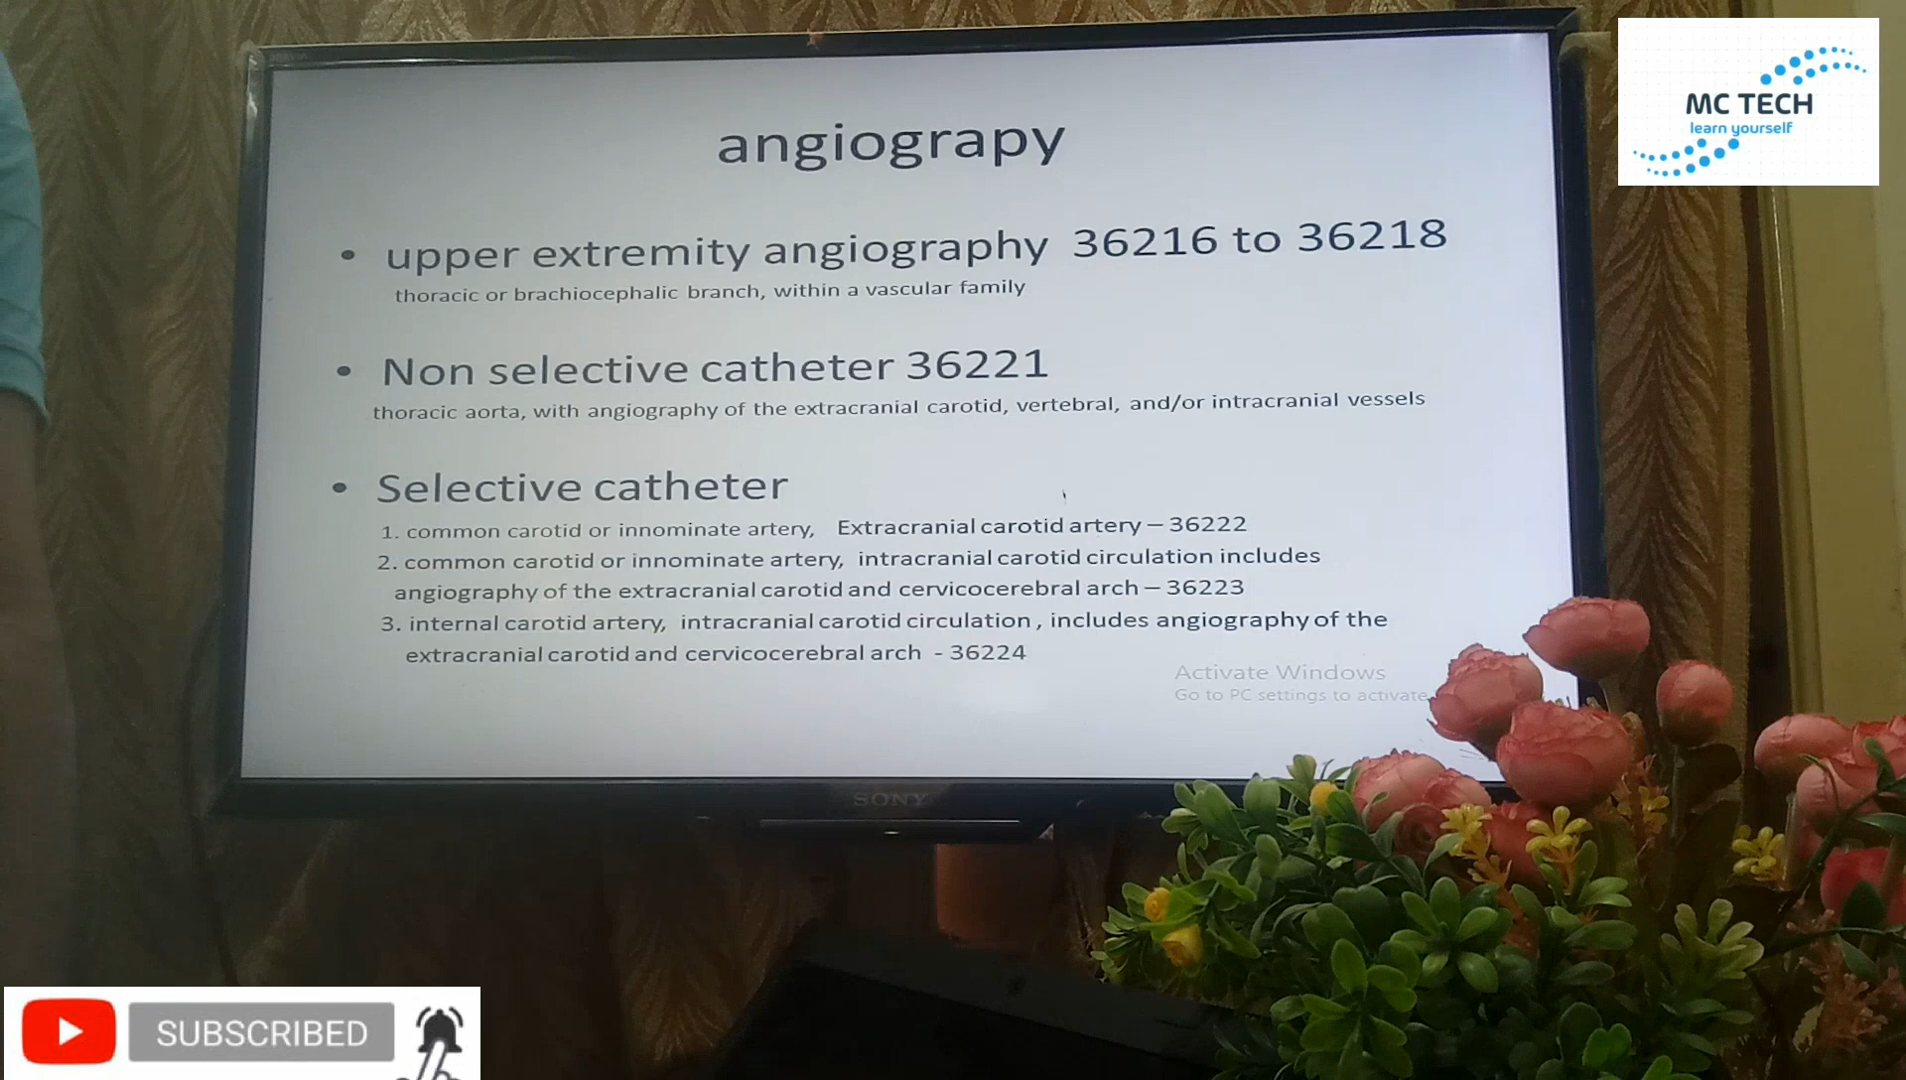 MC TECH
learn yourself
angiograpy
• upper extremity angiography 36216 to 36218
thoracic or brachiocephalic branch, within a vascular family
• Non selective catheter 36221
thoracic aorta, with angiography of the extracranial carotid, vertebral, and/or intracranial vessels
• Selective catheter
1. common carotid or innominate artery, Extracranial carotid artery – 36222
2. common carotid or innominate artery, intracranial carotid circulation includes
angiography of the extracranial carotid and cervicocerebral arch – 36223
3. internal carotid artery, intracranial carotid circulation , includes angiography of the
extracranial carotid and cervicocerebral arch - 36224
Activate Windows
Go to PC settings to activate
SONY
SUBSCRIBED